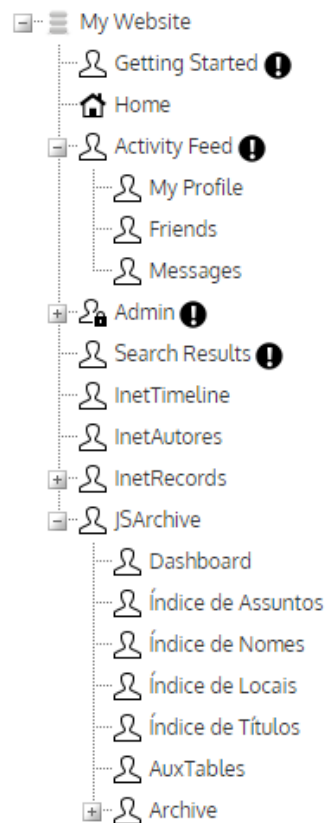 My Website
Getting Started
Home
Activity Feed
My Profile
Friends
Messages
Admin
Search Results
InetTimeline
InetAutores
InetRecords
JSArchive
Dashboard
Índice de Assuntos
Índice de Nomes
Índice de Locais
Índice de Títulos
AuxTables
Archive